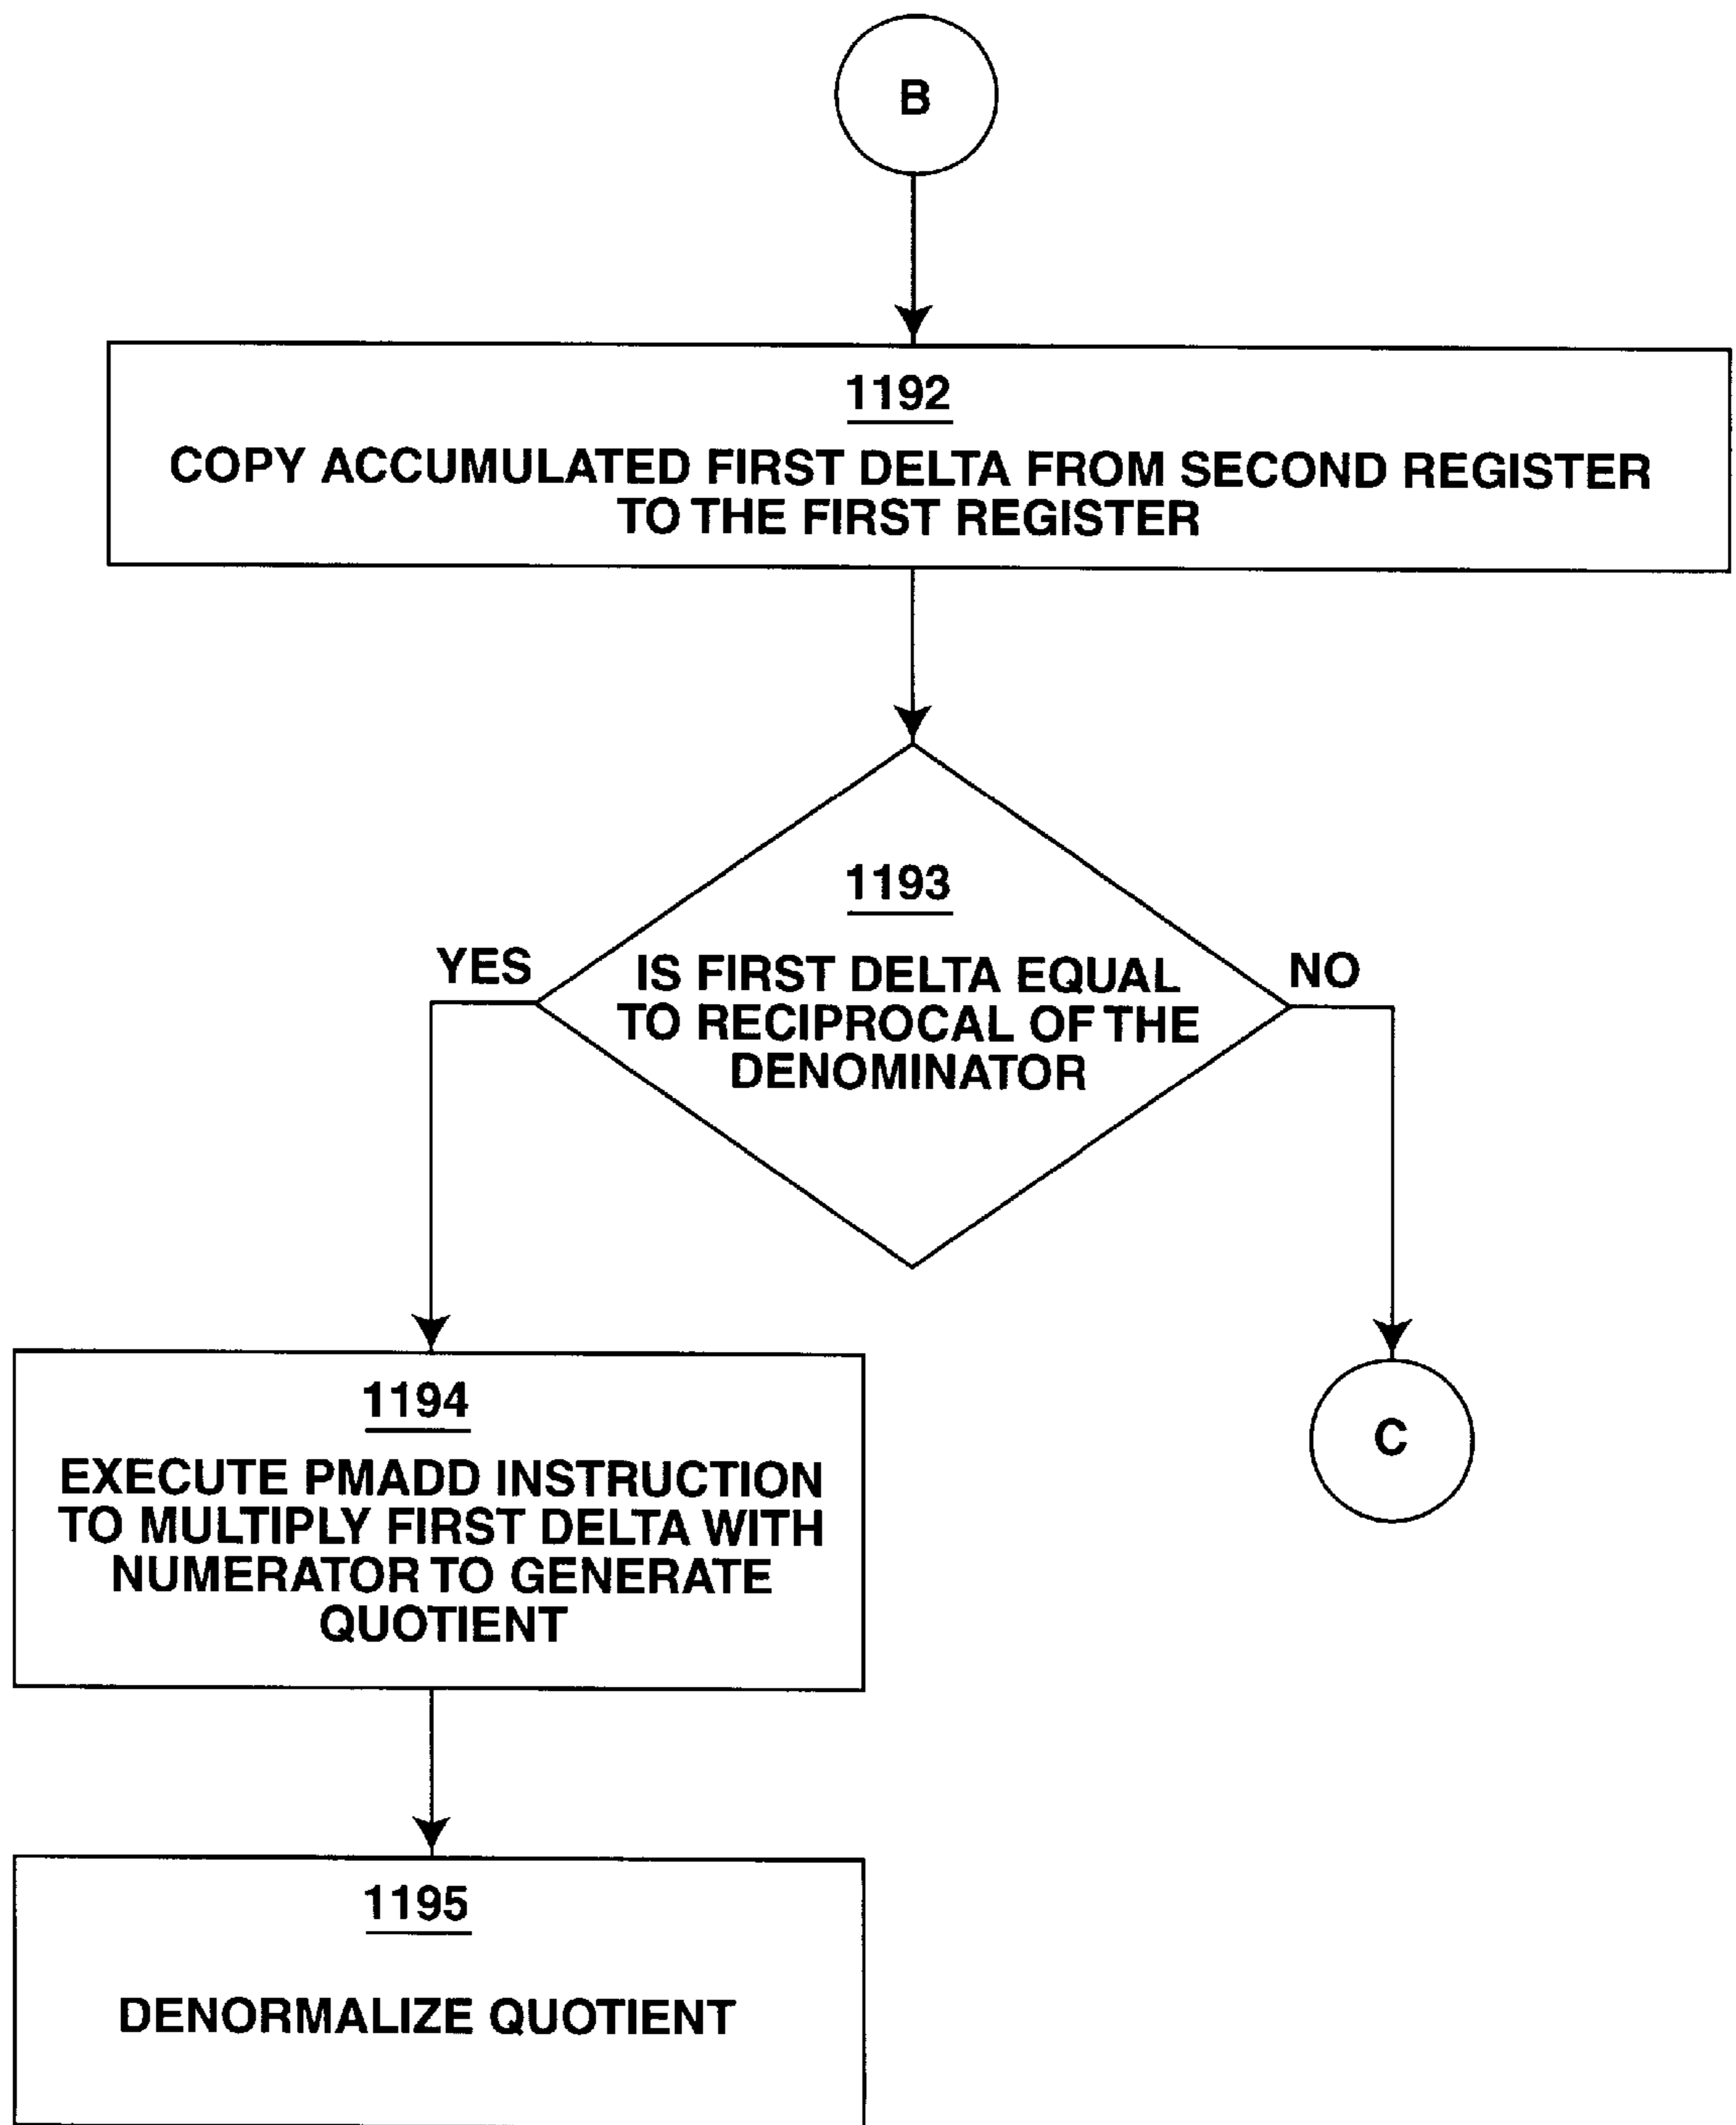 B
1192
COPY ACCUMULATED FIRST DELTA FROM SECOND REGISTER
TO THE FIRST REGISTER
1193
IS FIRST DELTA EQUAL
TO RECIPROCAL OF THE
DENOMINATOR
YES
NO
1194
EXECUTE PMADD INSTRUCTION
TO MULTIPLY FIRST DELTA WITH
NUMERATOR TO GENERATE
QUOTIENT
C
1195
DENORMALIZE QUOTIENT